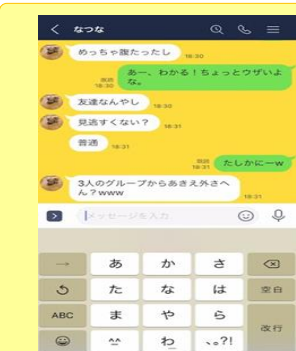 なつな
めっちゃ腹たったし
16:30
あー、わかる！ちょっとウザいよ
な。
既読
18:30
友達なんやし
18:30
見逃すくない？
18:31
普通
18:31
既読
18:31
たしかにーw
3人のグループからあきえ外さへ
ん？www
18:31
メッセージを入力
→
あ
か
さ
た
な
は
空白
ABC
ま
や
ら
改行
^^
わ
、。?!